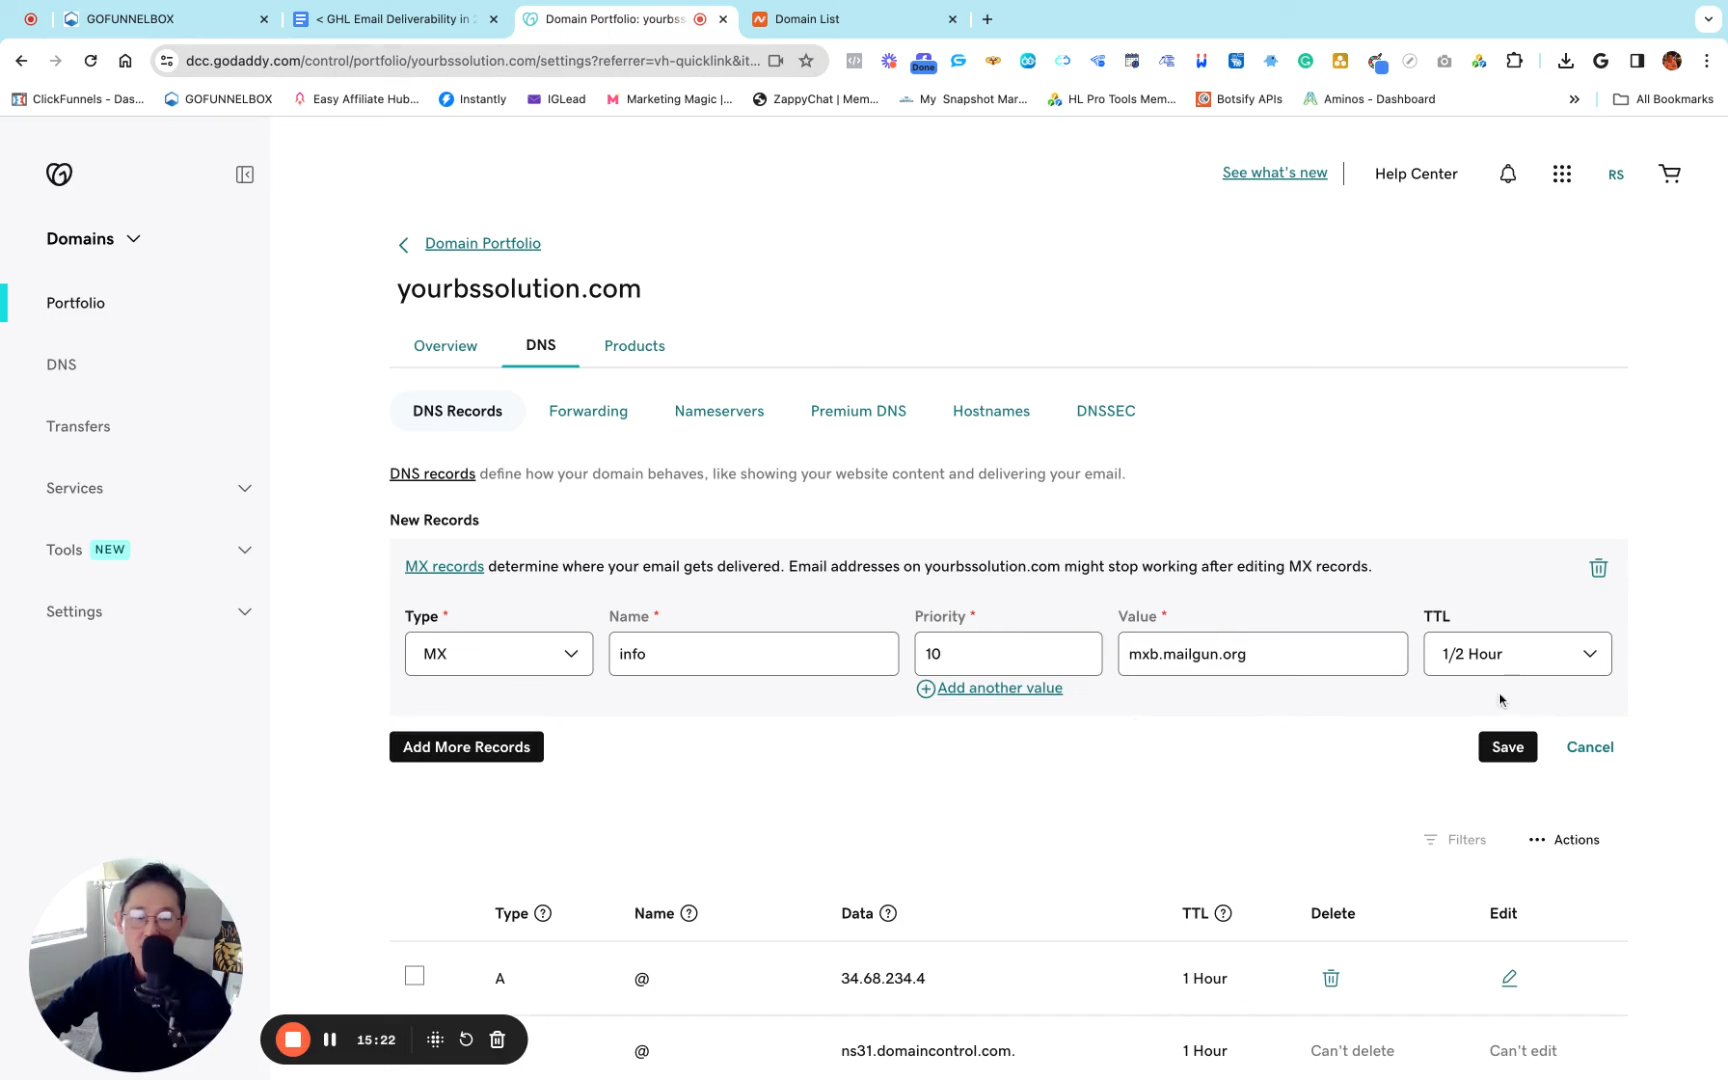 GOFUNNELBOX
< GHL Email Deliverability in 2
Domain Portfolio: yourbss
Domain List
dcc.godaddy.com/control/portfolio/yourbssolution.com/settings?referrer=vh-quicklink&it...
Done
ClickFunnels - Das...
GOFUNNELBOX
Easy Affiliate Hub...
Instantly
IGLead
Marketing Magic |...
ZappyChat | Mem...
My Snapshot Mar...
HL Pro Tools Mem...
Botsify APIs
Aminos - Dashboard
All Bookmarks
See what's new
Help Center
RS
Domains
Portfolio
DNS
Transfers
Services
Tools NEW
Settings
Domain Portfolio
yourbssolution.com
Overview
DNS
Products
DNS Records
Forwarding
Nameservers
Premium DNS
Hostnames
DNSSEC
DNS records define how your domain behaves, like showing your website content and delivering your email.
New Records
MX records determine where your email gets delivered. Email addresses on yourbssolution.com might stop working after editing MX records.
Type * Name * Priority * Value * TTL
MX info 10 mxb.mailgun.org 1/2 Hour
Add another value
Add More Records
Save
Cancel
Filters
Actions
Type Name Data TTL Delete Edit
A @ 34.68.234.4 1 Hour
@ ns31.domaincontrol.com. 1 Hour Can't delete Can't edit
15:22